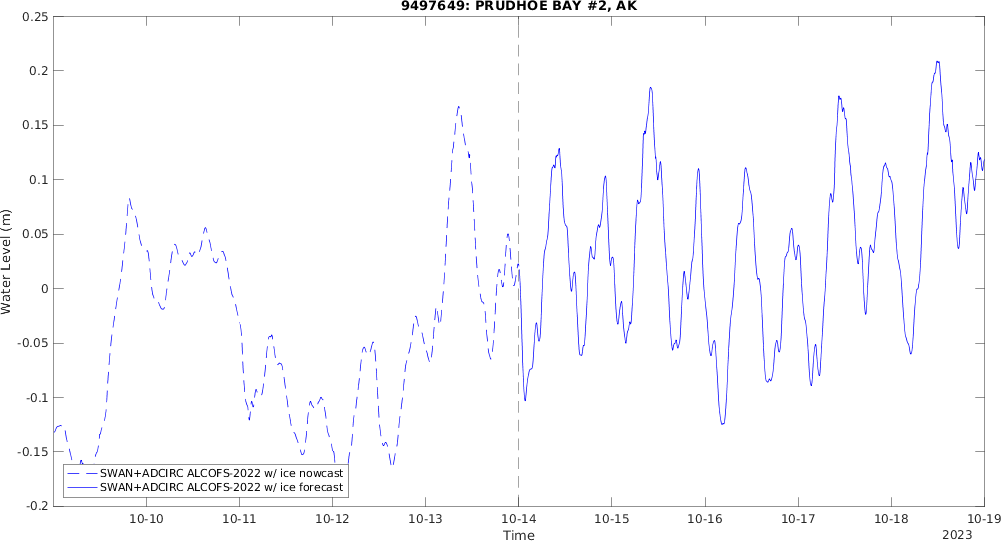 9497649: PRUDHOE BAY #2, AK
0.25
0.2
0.15
0.1
0.05
0
-0.05
-0.1
-0.15
-0.2
Water Level (m)
SWAN+ADCIRC ALCOFS-2022 w/ ice nowcast
SWAN+ADCIRC ALCOFS-2022 w/ ice forecast
10-10 10-11 10-12 10-13 10-14 10-15 10-16 10-17 10-18 10-19
Time
2023